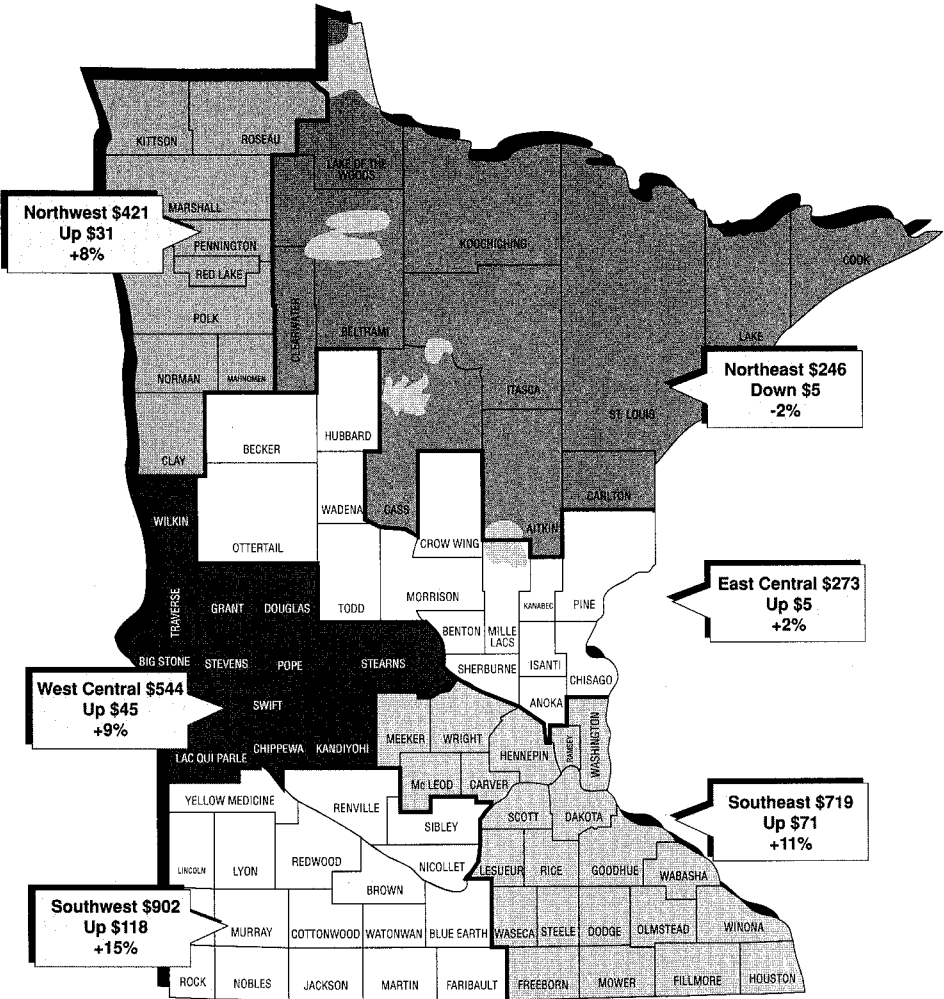 KITTSON
ROSEAU
LAKE OF THE
WOODS
MARSHALL
Northwest $421
Up $31
+8%
PENNINGTON
RED LAKE
KOOCHICHING
COOK
POLK
CLEARWATER
BELTRAMI
LAKE
NORMAN
MAHNOMEN
ITASCA
ST. LOUIS
Northeast $246
Down $5
-2%
CLAY
BECKER
HUBBARD
WADENA
CASS
CARLTON
WILKIN
OTTERTAIL
CROW WING
AITKIN
TRAVERSE
GRANT
DOUGLAS
TODD
MORRISON
KANABEC
PINE
East Central $273
Up $5
+2%
BENTON
MILLE
LACS
BIG STONE
STEVENS
POPE
STEARNS
SHERBURNE
ISANTI
CHISAGO
West Central $544
Up $45
+9%
SWIFT
ANOKA
MEEKER
WRIGHT
HENNEPIN
RAMSEY
WASHINGTON
LAC QUI PARLE
CHIPPEWA
KANDIYOHI
Mc LEOD
CARVER
YELLOW MEDICINE
RENVILLE
SIBLEY
SCOTT
DAKOTA
Southeast $719
Up $71
+11%
LINCOLN
LYON
REDWOOD
NICOLLET
LESUEUR
RICE
GOODHUE
WABASHA
BROWN
Southwest $902
Up $118
+15%
MURRAY
COTTONWOOD
WATONWAN
BLUE EARTH
WASECA
STEELE
DODGE
OLMSTEAD
WINONA
ROCK
NOBLES
JACKSON
MARTIN
FARIBAULT
FREEBORN
MOWER
FILLMORE
HOUSTON